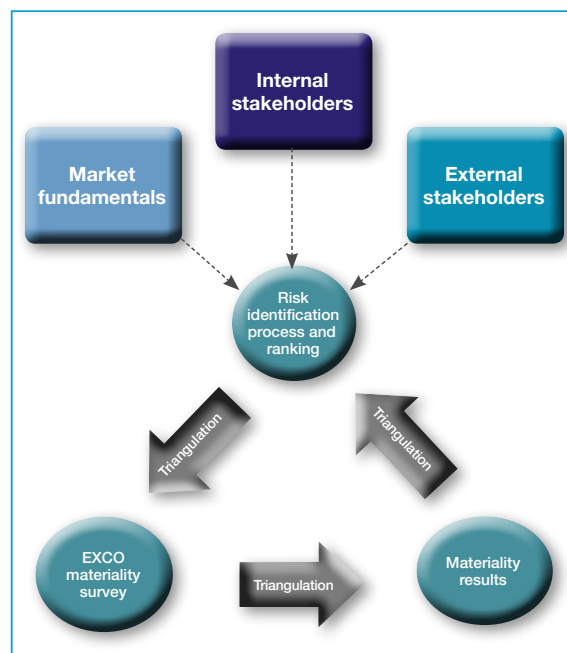 Internal
stakeholders
Market
fundamentals
External
stakeholders
Risk
identification
process and
ranking
Triangulation
Triangulation
EXCO
materiality
survey
Triangulation
Materiality
results